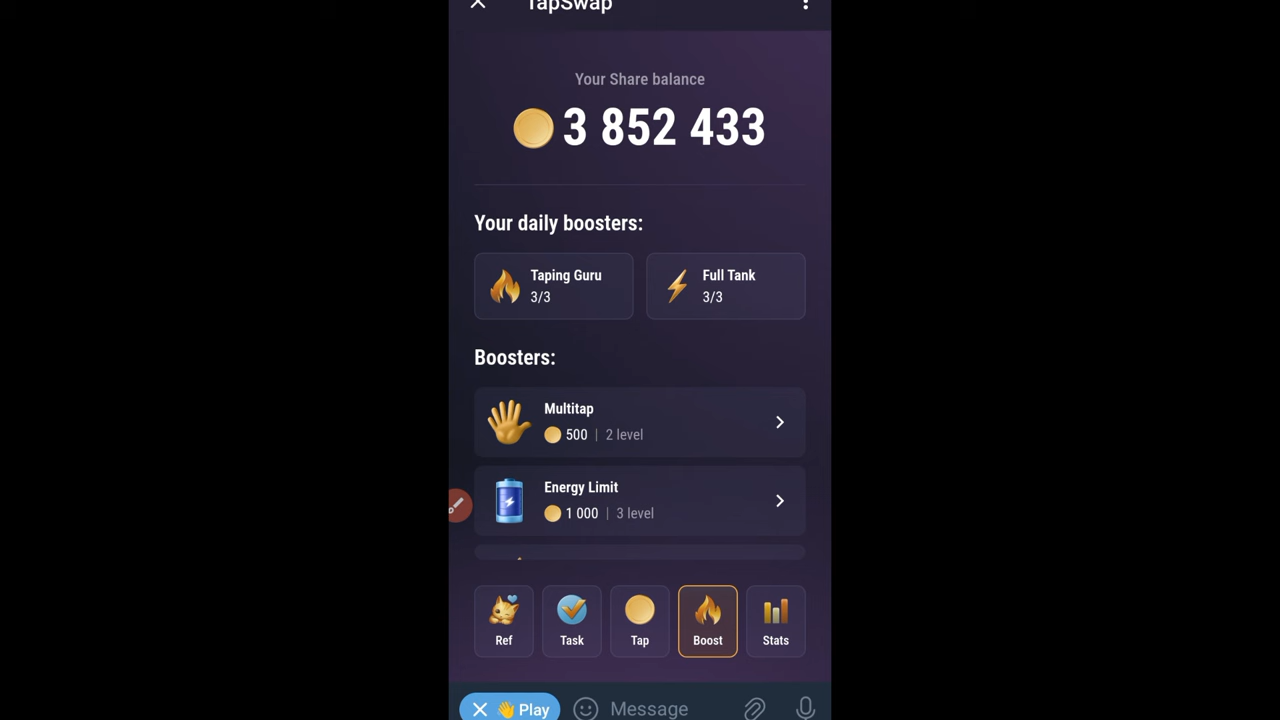 TapSwap
Your Share balance
3 852 433
Your daily boosters:
Taping Guru
3/3
Full Tank
3/3
Boosters:
Multitap
500 | 2 level
Energy Limit
1 000 | 3 level
Ref
Task
Tap
Boost
Stats
Play
Message